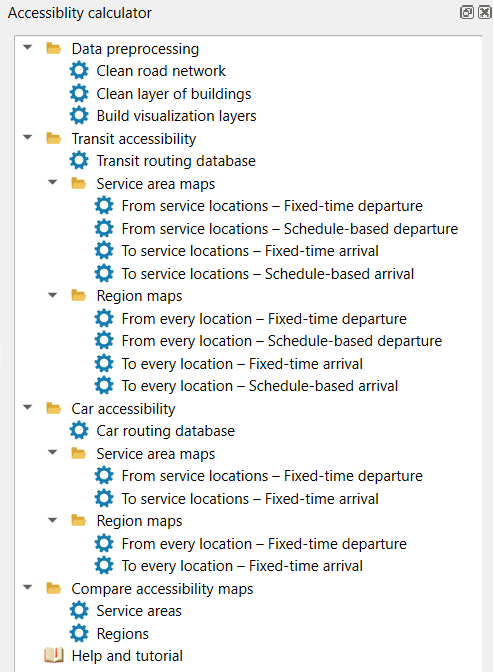 Accessiblity calculator
Data preprocessing
Clean road network
Clean layer of buildings
Build visualization layers
Transit accessibility
Transit routing database
Service area maps
From service locations – Fixed-time departure
From service locations – Schedule-based departure
To service locations – Fixed-time arrival
To service locations – Schedule-based arrival
Region maps
From every location – Fixed-time departure
From every location – Schedule-based departure
To every location – Fixed-time arrival
To every location – Schedule-based arrival
Car accessibility
Car routing database
Service area maps
From service locations – Fixed-time departure
To service locations – Fixed-time arrival
Region maps
From every location – Fixed-time departure
To every location – Fixed-time arrival
Compare accessibility maps
Service areas
Regions
Help and tutorial